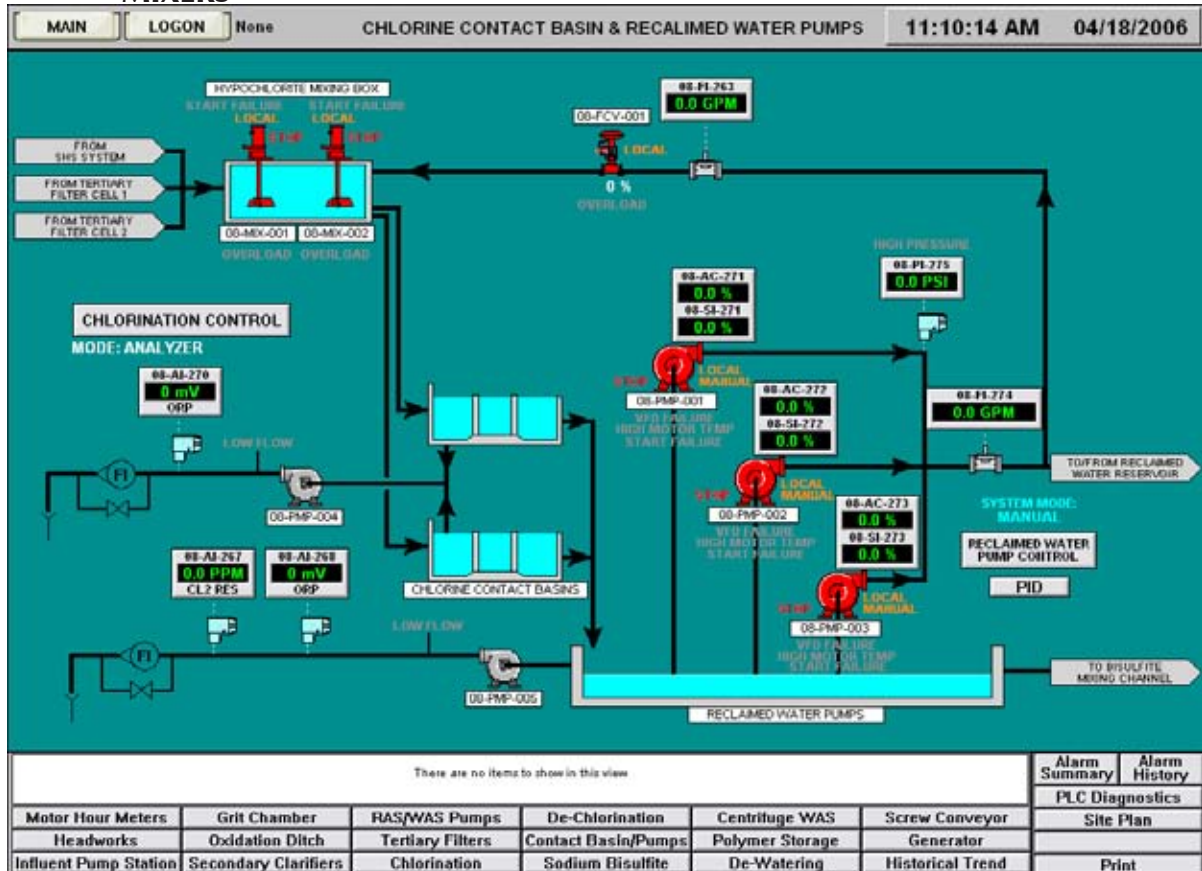 MIXERS
MAIN
LOGON
None
CHLORINE CONTACT BASIN & RECALIMED WATER PUMPS
11:10:14 AM
04/18/2006
HYPOCHLORITE MIXING BOX
START FAILURE
START FAILURE
LOCAL
LOCAL
STOP
STOP
08-MIX-001
08-MIX-002
OVERLOAD
OVERLOAD
FROM
SHS SYSTEM
FROM TERTIARY
FILTER CELL 1
FROM TERTIARY
FILTER CELL 2
08-FCV-001
LOCAL
0 %
OVERLOAD
08-FI-263
0.0 GPM
HIGH PRESSURE
08-PI-275
0.0 PSI
08-AC-271
0.0 %
08-SI-271
0.0 %
STOP
LOCAL
MANUAL
08-PMP-001
VFD FAILURE
HIGH MOTOR TEMP
START FAILURE
08-AC-272
0.0 %
08-SI-272
0.0 %
STOP
LOCAL
MANUAL
08-PMP-002
VFD FAILURE
HIGH MOTOR TEMP
START FAILURE
08-AC-273
0.0 %
08-SI-273
0.0 %
STOP
LOCAL
MANUAL
08-PMP-003
VFD FAILURE
HIGH MOTOR TEMP
START FAILURE
08-FI-274
0.0 GPM
TO/FROM RECLAIMED
WATER RESERVOIR
SYSTEM MODE:
MANUAL
RECLAIMED WATER
PUMP CONTROL
PID
CHLORINATION CONTROL
MODE: ANALYZER
08-AI-270
0 mV
ORP
LOW FLOW
FI
08-PMP-004
08-AI-267
0.0 PPM
CL2 RES
08-AI-268
0 mV
ORP
CHLORINE CONTACT BASINS
LOW FLOW
FI
08-PMP-005
RECLAIMED WATER PUMPS
TO BISULFITE
MIXING CHANNEL
There are no items to show in this view
Alarm Summary
Alarm History
PLC Diagnostics
Motor Hour Meters
Grit Chamber
RAS/WAS Pumps
De-Chlorination
Centrifuge WAS
Screw Conveyor
Site Plan
Headworks
Oxidation Ditch
Tertiary Filters
Contact Basin/Pumps
Polymer Storage
Generator
Influent Pump Station
Secondary Clarifiers
Chlorination
Sodium Bisulfite
De-Watering
Historical Trend
Print